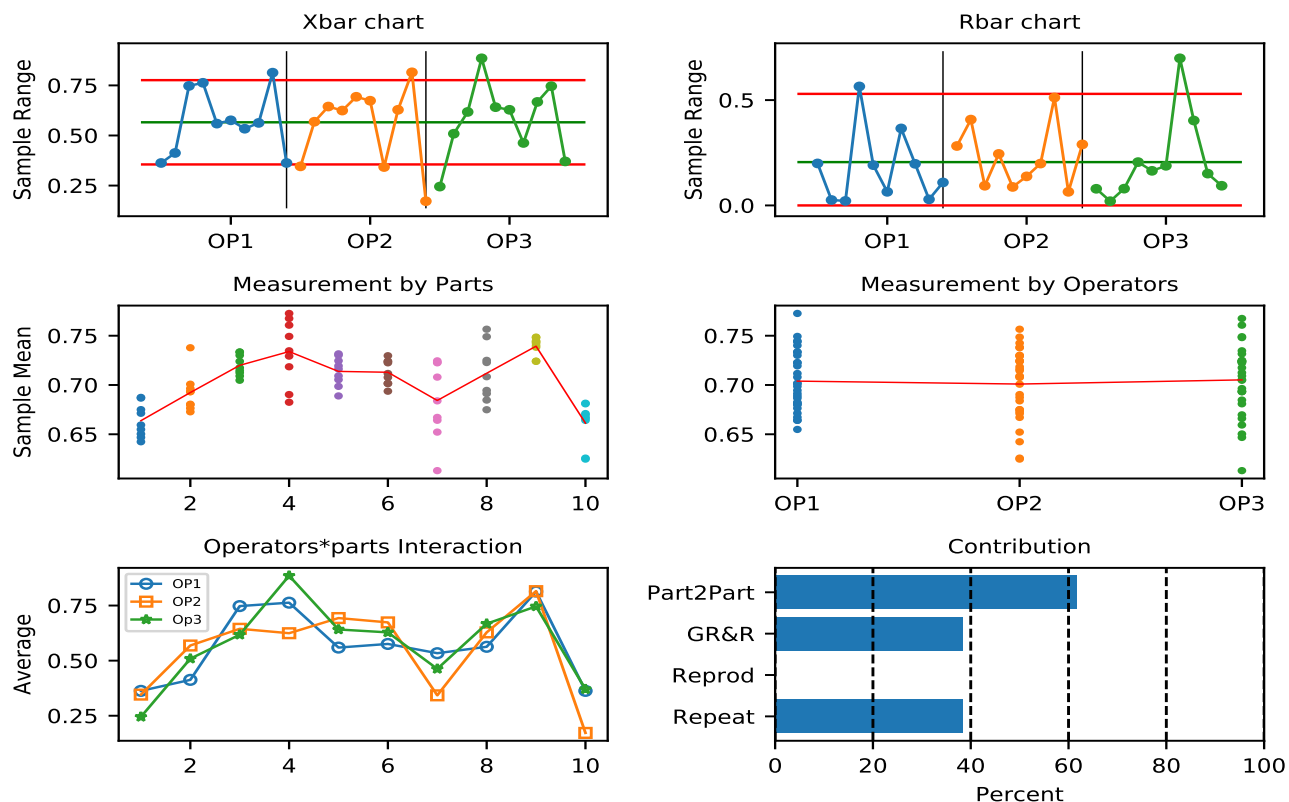 Xbar chart
Sample Range
0.75
0.50
0.25
OP1 OP2 OP3
Rbar chart
Sample Range
0.5
0.0
OP1 OP2 OP3
Measurement by Parts
Sample Mean
0.75
0.70
0.65
2 4 6 8 10
Measurement by Operators
0.75
0.70
0.65
OP1 OP2 OP3
Operators*parts Interaction
Average
0.75
0.50
0.25
OP1
OP2
Op3
2 4 6 8 10
Contribution
Part2Part
GR&R
Reprod
Repeat
0 20 40 60 80 100
Percent